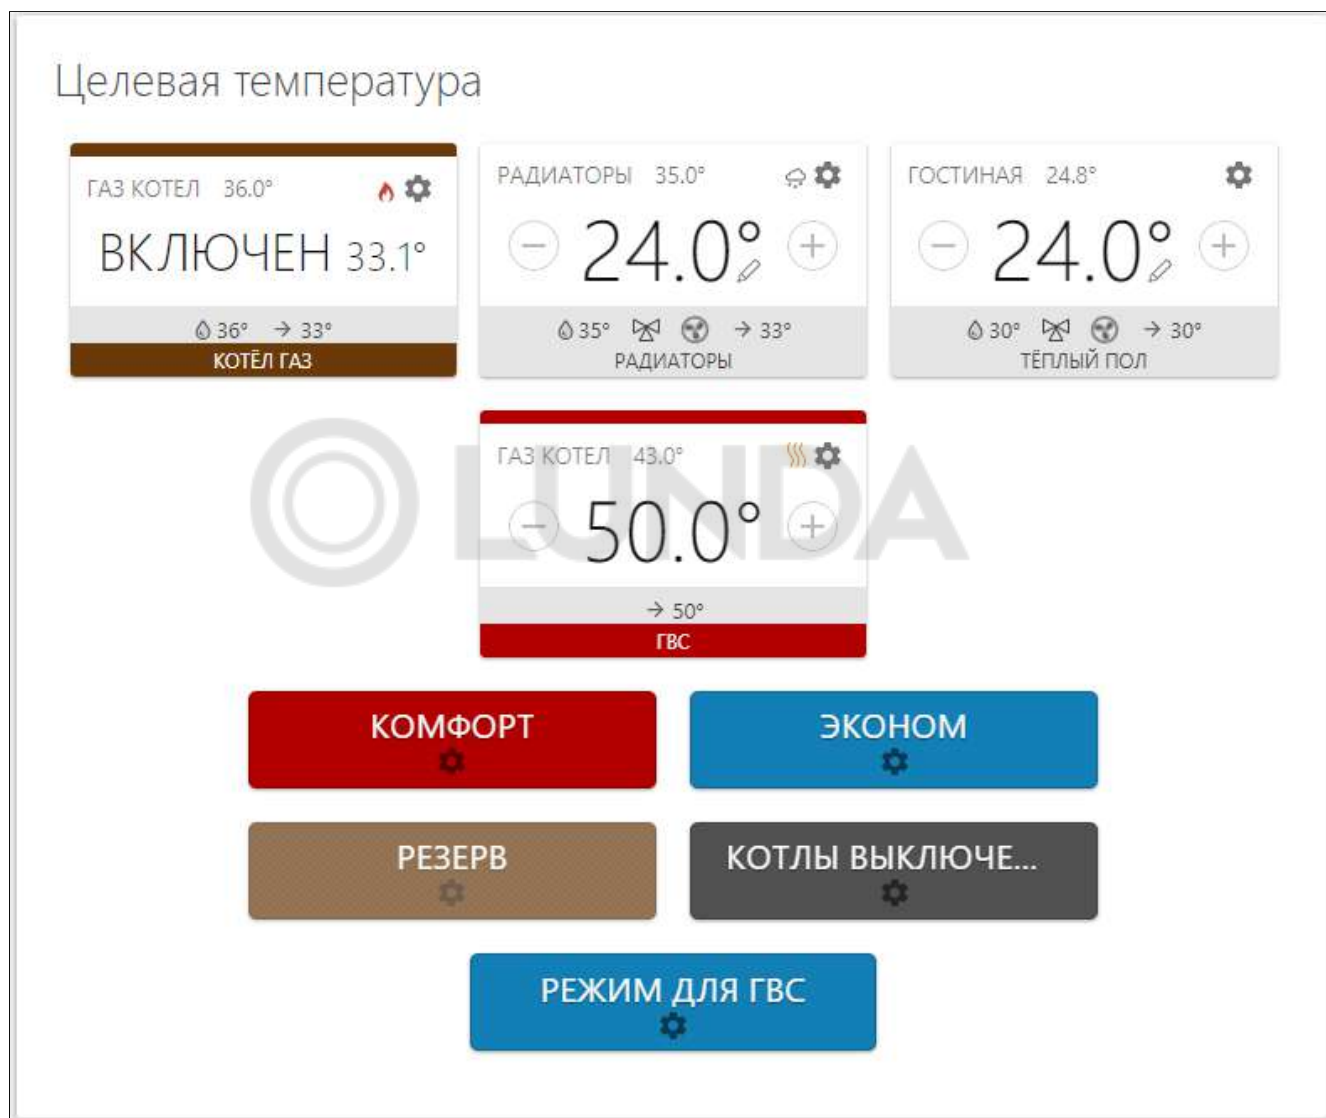 Целевая температура
ГАЗ КОТЕЛ 36.0°
ВКЛЮЧЕН 33.1°
36° → 33°
КОТЁЛ ГАЗ
РАДИАТОРЫ 35.0°
24.0°
35° → 33°
РАДИАТОРЫ
ГОСТИНАЯ 24.8°
24.0°
30° → 30°
ТЁПЛЫЙ ПОЛ
ГАЗ КОТЕЛ 43.0°
50.0°
→ 50°
ГВС
LUNDA
КОМФОРТ
ЭКОНОМ
РЕЗЕРВ
КОТЛЫ ВЫКЛЮЧЕ...
РЕЖИМ ДЛЯ ГВС